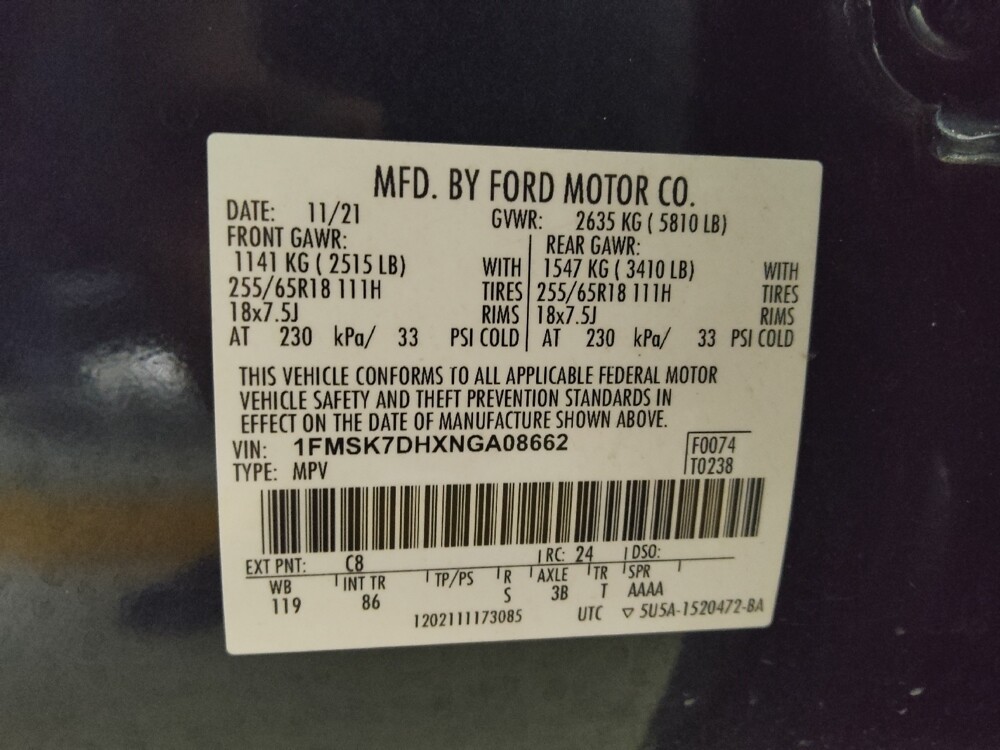 MFD. BY FORD MOTOR CO.
DATE: 11/21 GVWR: 2635 KG ( 5810 LB)
FRONT GAWR: REAR GAWR:
1141 KG ( 2515 LB) WITH 1547 KG ( 3410 LB) WITH
255/65R18 111H TIRES 255/65R18 111H TIRES
18x7.5J RIMS 18x7.5J RIMS
AT 230 kPa/ 33 PSI COLD AT 230 kPa/ 33 PSI COLD
THIS VEHICLE CONFORMS TO ALL APPLICABLE FEDERAL MOTOR
VEHICLE SAFETY AND THEFT PREVENTION STANDARDS IN
EFFECT ON THE DATE OF MANUFACTURE SHOWN ABOVE.
VIN: 1FMSK7DHXNGA08662 F0074
TYPE: MPV T0238
EXT PNT: C8 RC: 24 DSO:
WB INT TR TP/PS R AXLE TR SPR
119 86 S 3B T AAAA
1202111173085 UTC ▽ 5U5A-1520472-BA